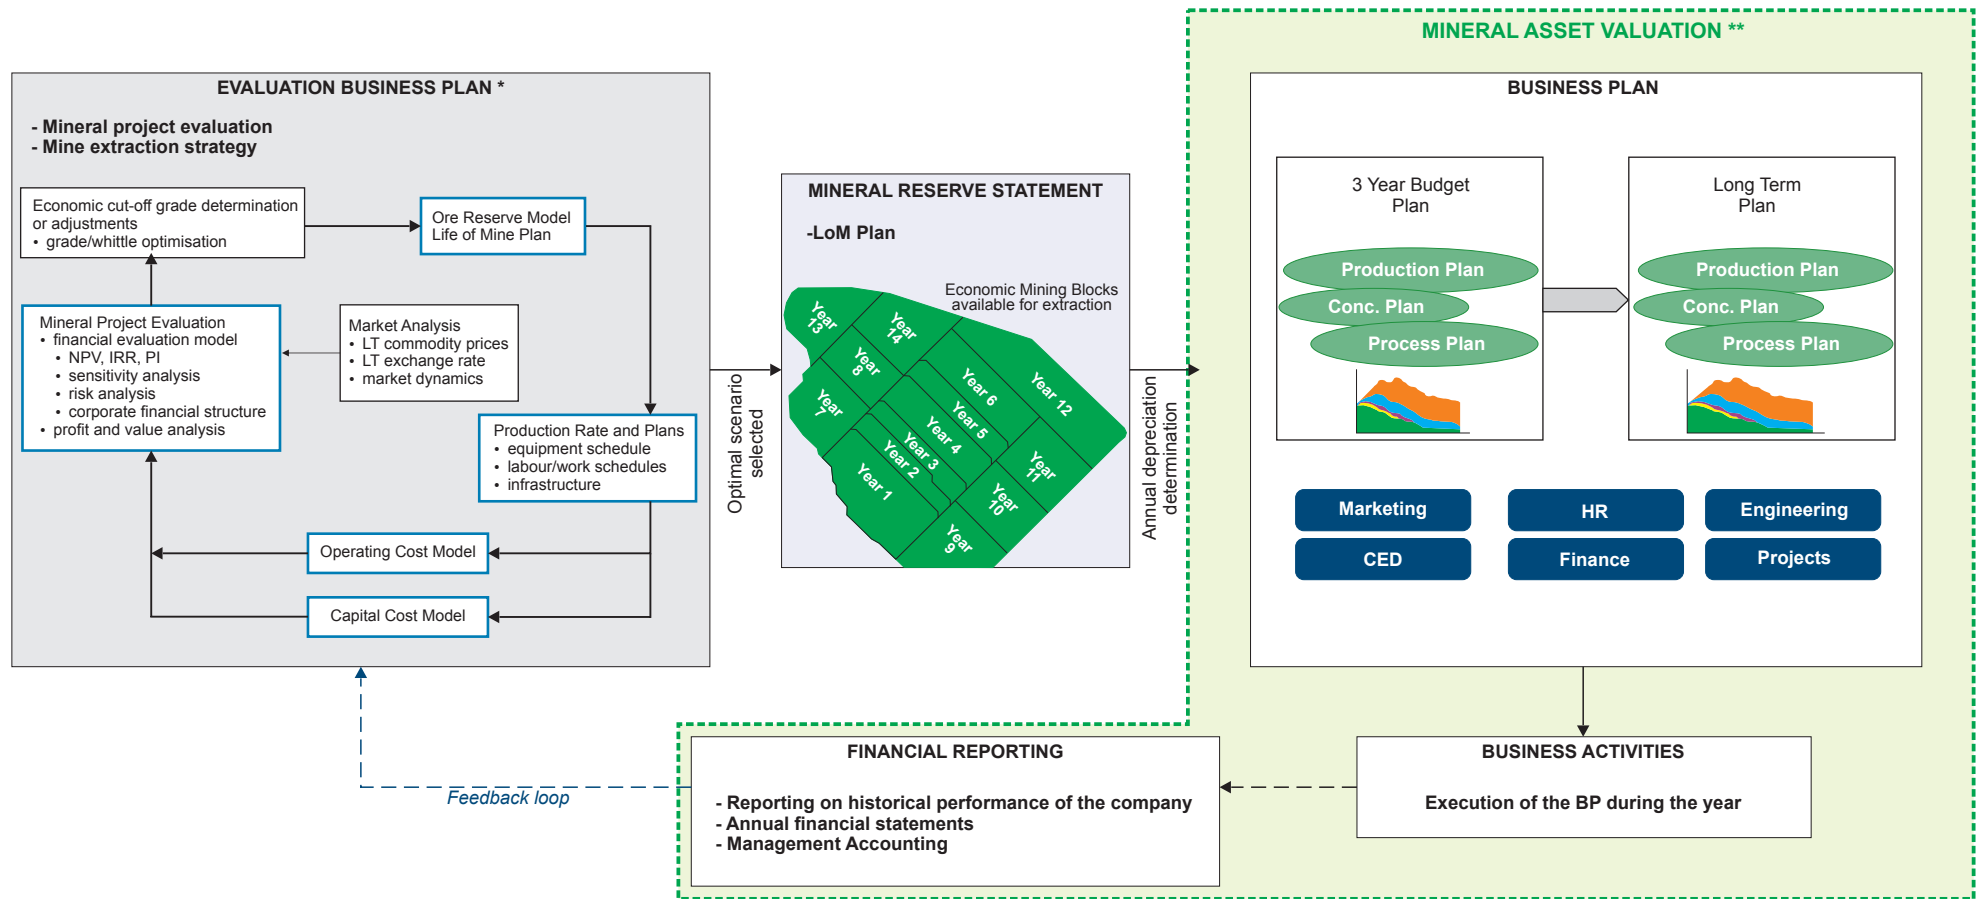 MINERAL ASSET VALUATION **
EVALUATION BUSINESS PLAN *
- Mineral project evaluation
- Mine extraction strategy
Economic cut-off grade determination
or adjustments
• grade/whittle optimisation
Ore Reserve Model
Life of Mine Plan
Mineral Project Evaluation
• financial evaluation model
• NPV, IRR, PI
• sensitivity analysis
• risk analysis
• corporate financial structure
• profit and value analysis
Market Analysis
• LT commodity prices
• LT exchange rate
• market dynamics
Production Rate and Plans
• equipment schedule
• labour/work schedules
• infrastructure
Operating Cost Model
Capital Cost Model
Optimal scenario
selected
MINERAL RESERVE STATEMENT
-LoM Plan
Economic Mining Blocks
available for extraction
Year
13
Year
14
Year
8
Year
7
Year 6
Year 12
Year 5
Year 4
Year 3
Year 2
Year 1
Year
11
Year
10
Year
9
Annual depreciation
determination
BUSINESS PLAN
3 Year Budget
Plan
Production Plan
Conc. Plan
Process Plan
Long Term
Plan
Production Plan
Conc. Plan
Process Plan
Marketing
HR
Engineering
CED
Finance
Projects
BUSINESS ACTIVITIES
Execution of the BP during the year
FINANCIAL REPORTING
- Reporting on historical performance of the company
- Annual financial statements
- Management Accounting
Feedback loop